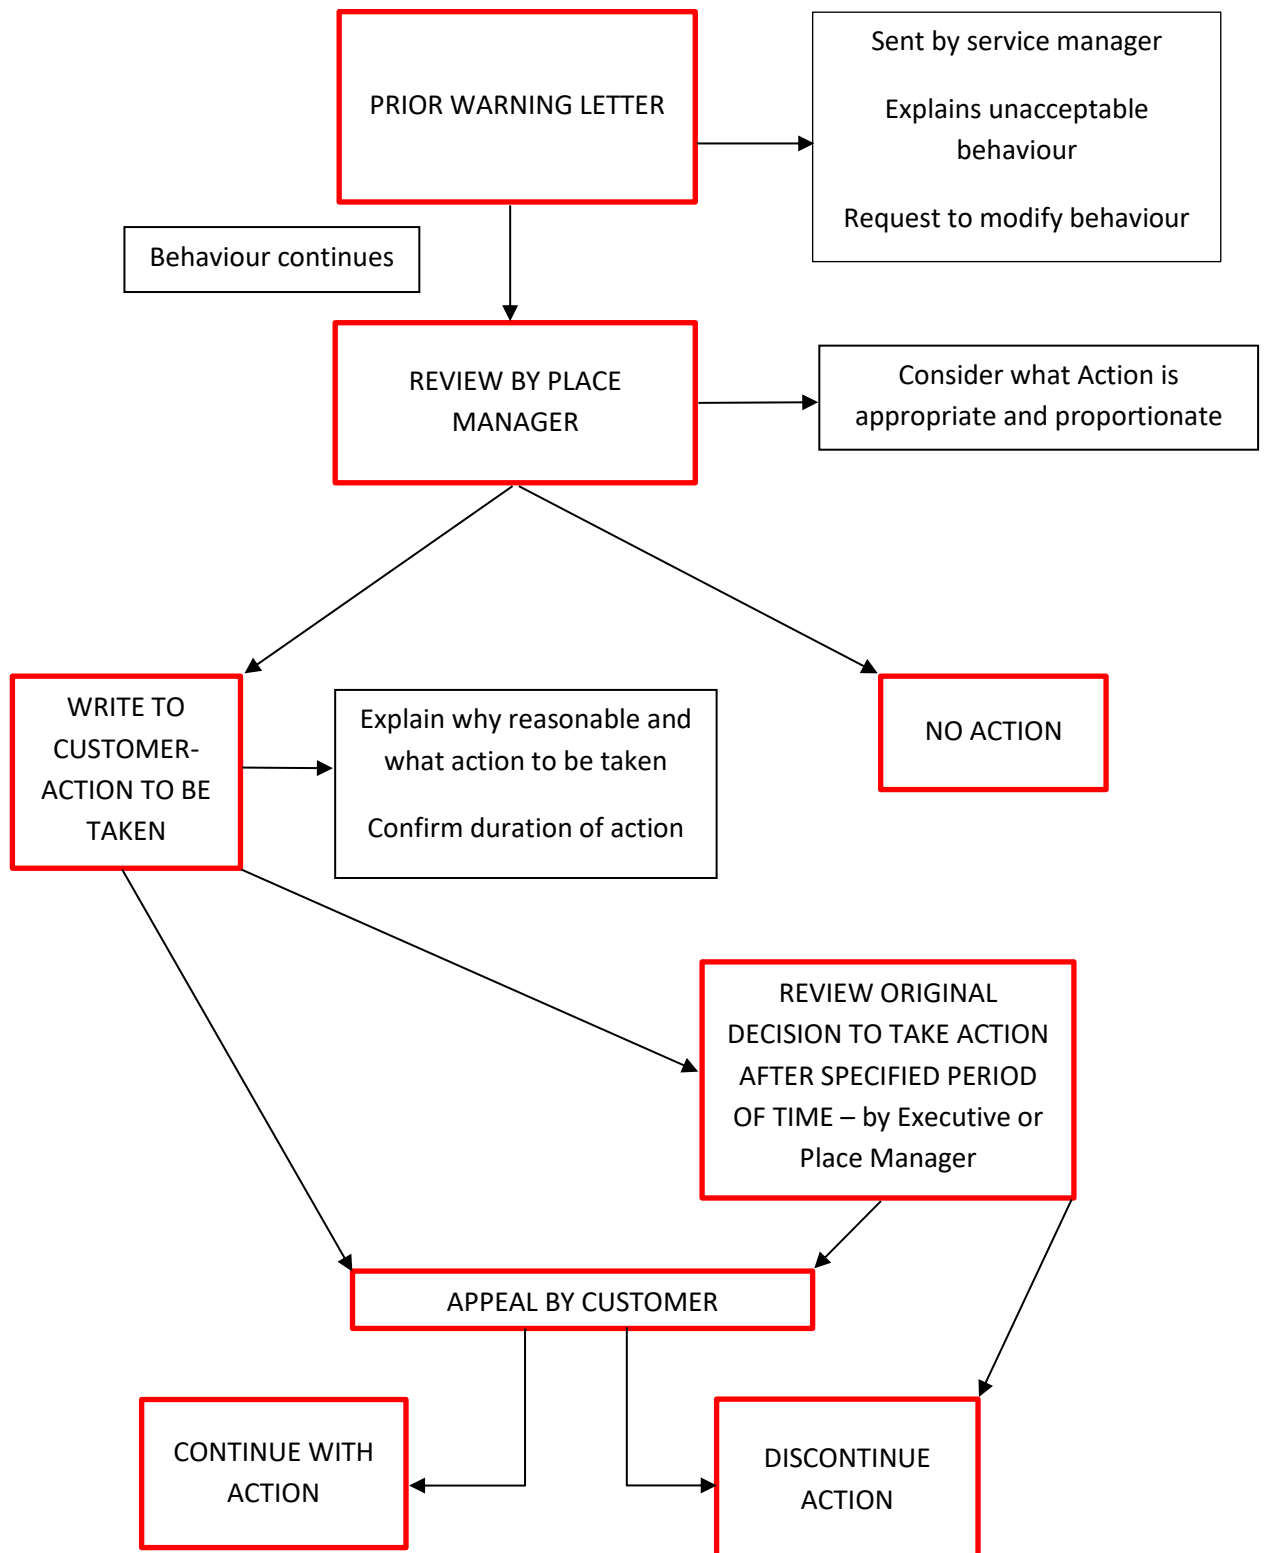 PRIOR WARNING LETTER
Sent by service manager
Explains unacceptable
behaviour
Request to modify behaviour
Behaviour continues
REVIEW BY PLACE
MANAGER
Consider what Action is
appropriate and proportionate
WRITE TO
CUSTOMER-
ACTION TO BE
TAKEN
Explain why reasonable and
what action to be taken
Confirm duration of action
NO ACTION
REVIEW ORIGINAL
DECISION TO TAKE ACTION
AFTER SPECIFIED PERIOD
OF TIME – by Executive or
Place Manager
APPEAL BY CUSTOMER
CONTINUE WITH
ACTION
DISCONTINUE
ACTION